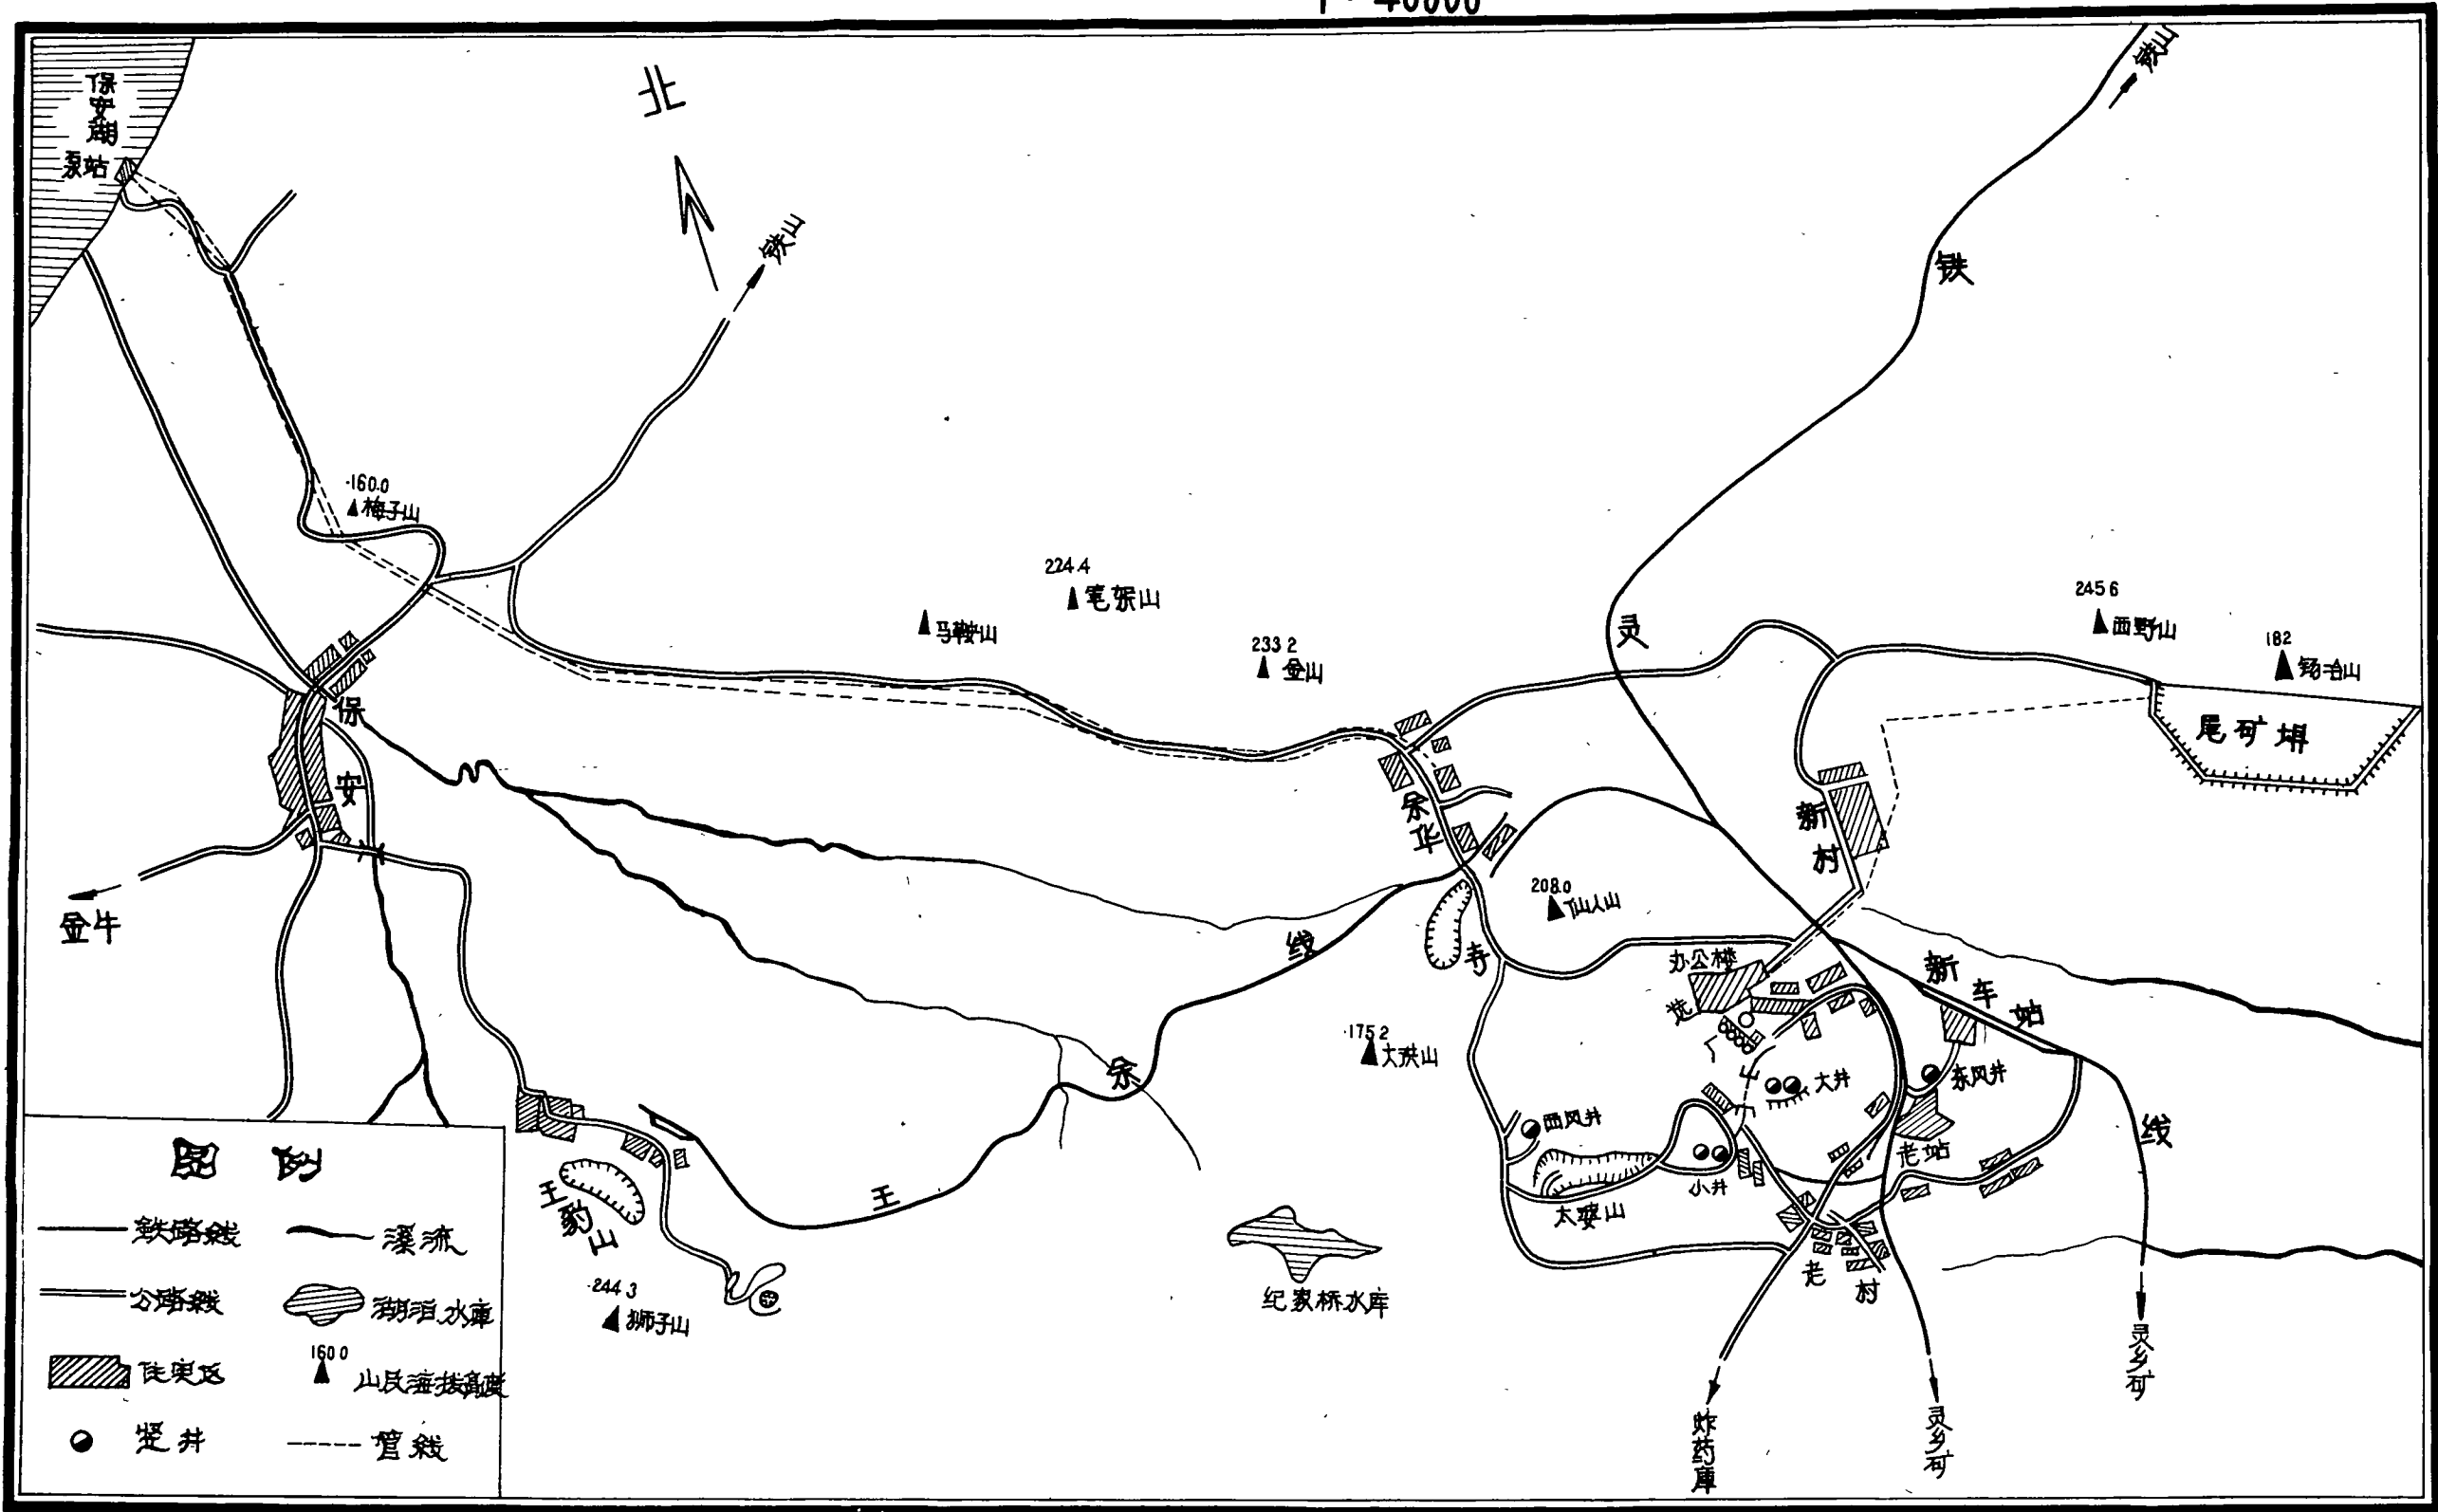 1：40000
保安湖
泵站
北
铁山
铁山
铁
灵
线
160.0
梅子山
224.4
笔架山
马鞍山
233.2
金山
245.6
西野山
182
尾矿坝
保安
金牛
余华寺
新村
208.0
仙人山
办公楼
选厂
新车站
线
余
王
175.2
大洪山
大井
东风井
西风井
小井
老站
太婆山
老村
王豹山
244.3
狮子山
纪家桥水库
炸药库
灵乡矿
灵乡矿
图例
铁路线
溪流
公路线
湖泊水库
住宅区
160.0
山及海拔高度
竖井
管线